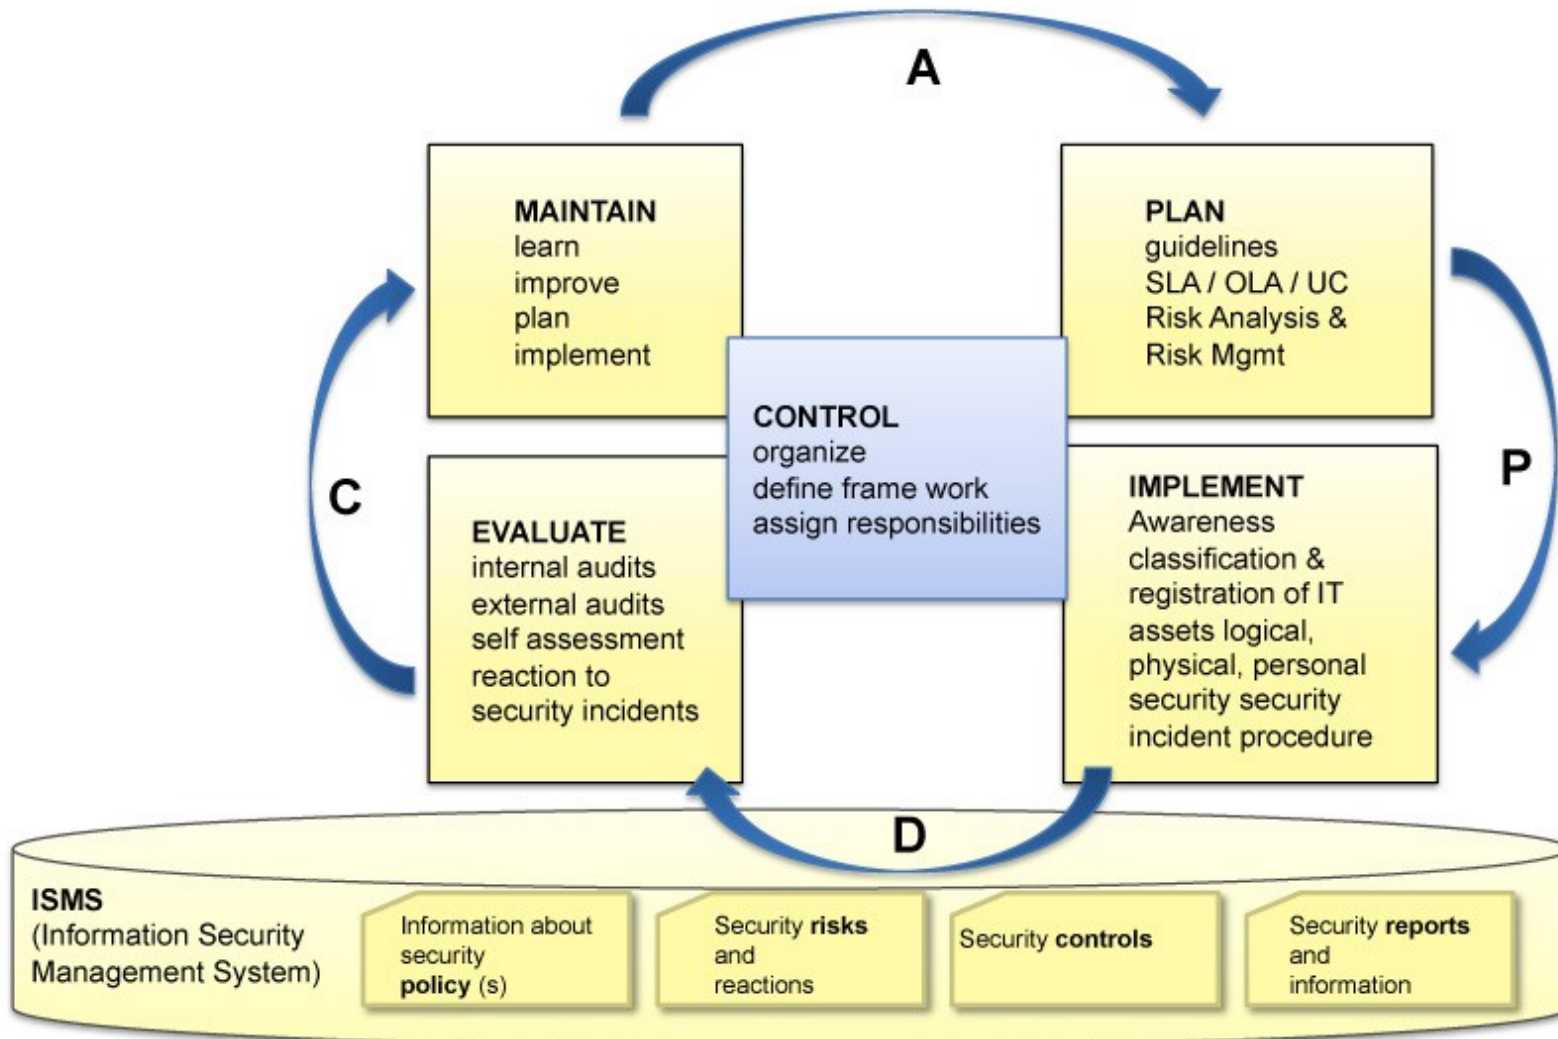 A
MAINTAIN
learn
improve
plan
implement
PLAN
guidelines
SLA / OLA / UC
Risk Analysis &
Risk Mgmt
CONTROL
organize
define frame work
assign responsibilities
C
P
EVALUATE
internal audits
external audits
self assessment
reaction to
security incidents
IMPLEMENT
Awareness
classification &
registration of IT
assets logical,
physical, personal
security security
incident procedure
D
ISMS
(Information Security
Management System)
Information about
security
policy (s)
Security risks
and
reactions
Security controls
Security reports
and
information